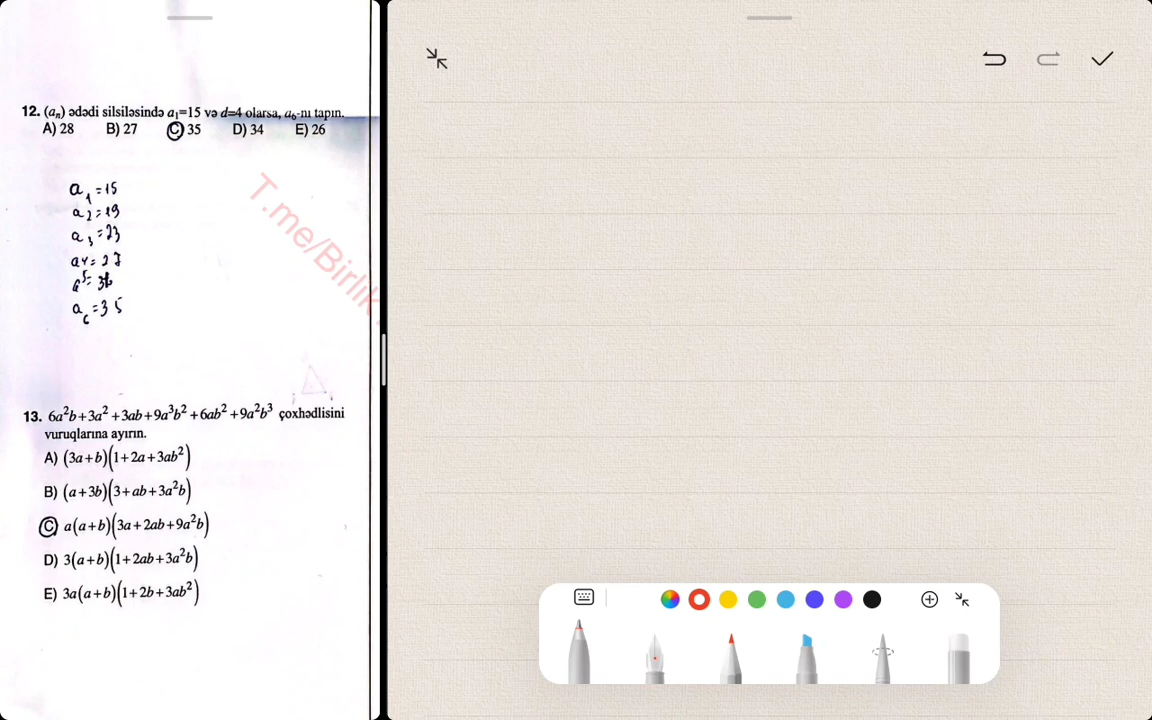 12. (aₙ) ədədi silsiləsində a₁=15 və d=4 olarsa, a₆-nı tapın.
A) 28 B) 27 C) 35 D) 34 E) 26
a₁=15
a₂=19
a₃=23
a4=27
a₆=35
T.me/Birlik
13. 6a²b+3a²+3ab+9a³b²+6ab²+9a²b³ çoxhədlisini
vuruqlarına ayırın.
A) (3a+b)(1+2a+3ab²)
B) (a+3b)(3+ab+3a²b)
C) a(a+b)(3a+2ab+9a²b)
D) 3(a+b)(1+2ab+3a²b)
E) 3a(a+b)(1+2b+3ab²)